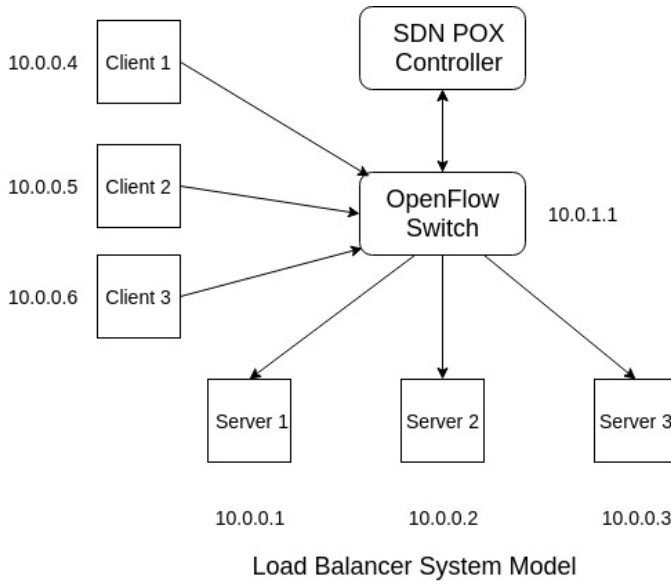 SDN POX
Controller
10.0.0.4
Client 1
10.0.0.5
Client 2
OpenFlow
Switch
10.0.1.1
10.0.0.6
Client 3
Server 1
Server 2
Server 3
10.0.0.1
10.0.0.2
10.0.0.3
Load Balancer System Model